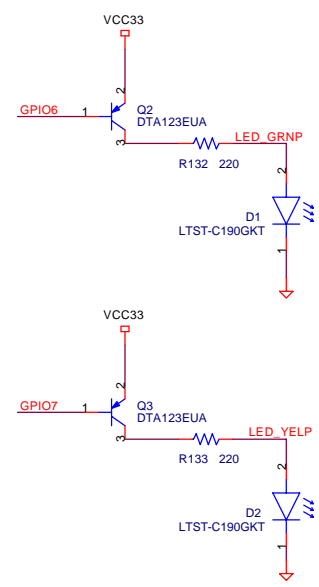 VCC33
2
GPIO6
1
Q2
DTA123EUA
3
LED_GRNP
R132 220
2
D1
LTST-C190GKT
1
VCC33
2
GPIO7
1
Q3
DTA123EUA
3
LED_YELP
R133 220
2
D2
LTST-C190GKT
1